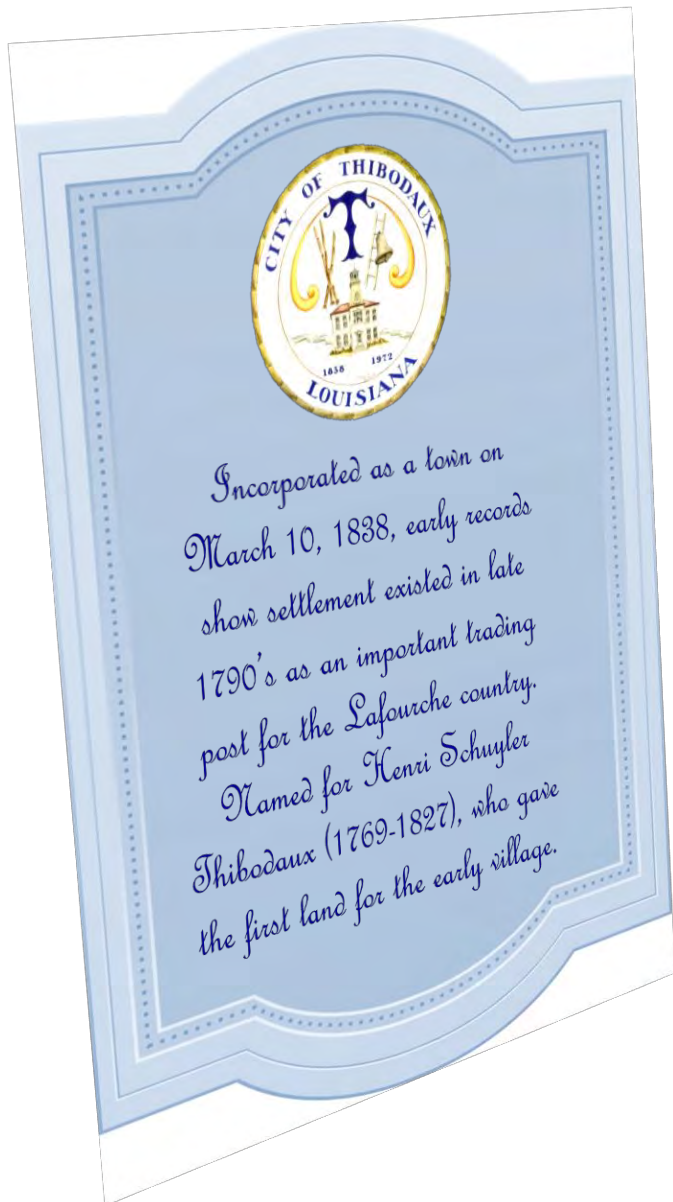 CITY OF THIBODAUX
T
1838 1972
LOUISIANA
Incorporated as a town on
March 10, 1838, early records
show settlement existed in late
1790's as an important trading
post for the Lafourche country.
Named for Henri Schuyler
Thibodaux (1769-1827), who gave
the first land for the early village.